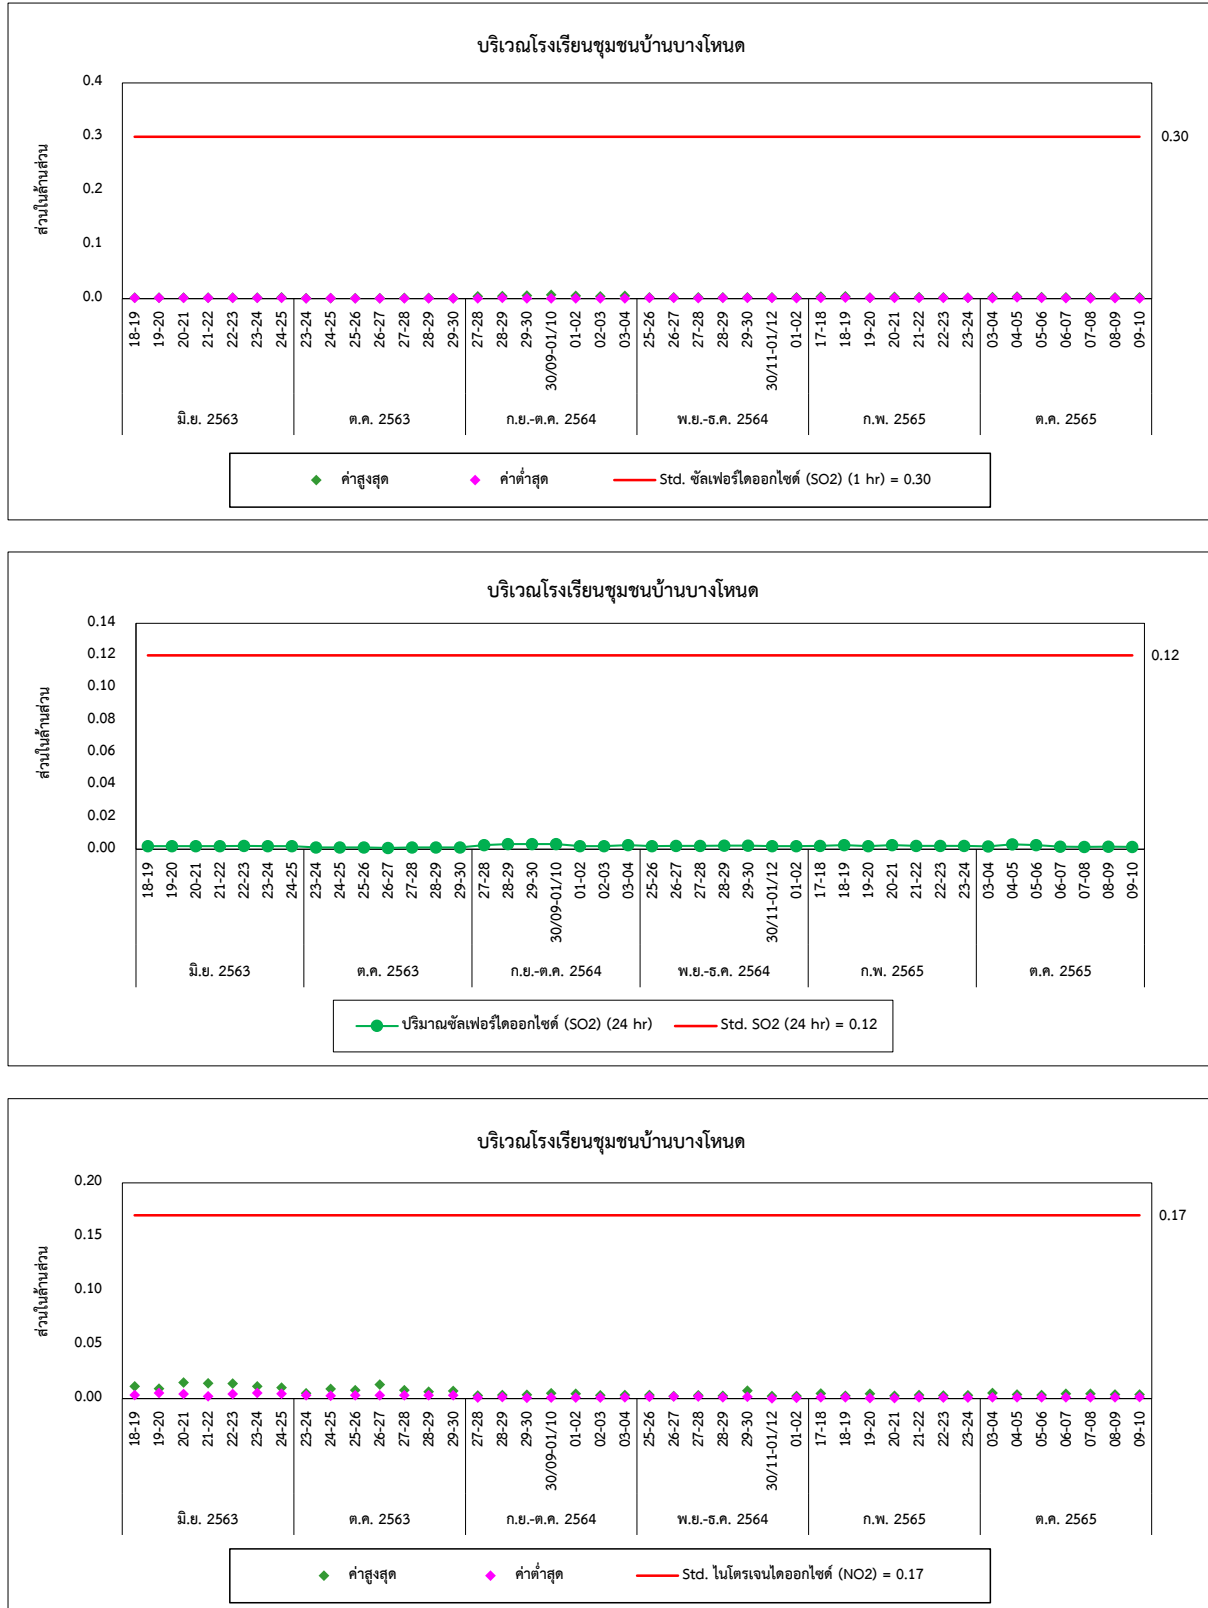 บริเวณโรงเรียนชุมชนบ้านบางโหนด
ส่วนในล้านส่วน
0.4
0.3
0.2
0.1
0.0
0.30
18-19 19-20 20-21 21-22 22-23 23-24 24-25 23-24 24-25 25-26 26-27 27-28 28-29 29-30 27-28 28-29 29-30 30/09-01/10 01-02 02-03 03-04 25-26 26-27 27-28 28-29 29-30 30/11-01/12 01-02 17-18 18-19 19-20 20-21 21-22 22-23 23-24 03-04 04-05 05-06 06-07 07-08 08-09 09-10
มิ.ย. 2563 ต.ค. 2563 ก.ย.-ต.ค. 2564 พ.ย.-ธ.ค. 2564 ก.พ. 2565 ต.ค. 2565
ค่าสูงสุด ค่าต่ำสุด Std. ซัลเฟอร์ไดออกไซด์ (SO2) (1 hr) = 0.30
บริเวณโรงเรียนชุมชนบ้านบางโหนด
ส่วนในล้านส่วน
0.14
0.12
0.10
0.08
0.06
0.04
0.02
0.00
0.12
18-19 19-20 20-21 21-22 22-23 23-24 24-25 23-24 24-25 25-26 26-27 27-28 28-29 29-30 27-28 28-29 29-30 30/09-01/10 01-02 02-03 03-04 25-26 26-27 27-28 28-29 29-30 30/11-01/12 01-02 17-18 18-19 19-20 20-21 21-22 22-23 23-24 03-04 04-05 05-06 06-07 07-08 08-09 09-10
มิ.ย. 2563 ต.ค. 2563 ก.ย.-ต.ค. 2564 พ.ย.-ธ.ค. 2564 ก.พ. 2565 ต.ค. 2565
ปริมาณซัลเฟอร์ไดออกไซด์ (SO2) (24 hr) Std. SO2 (24 hr) = 0.12
บริเวณโรงเรียนชุมชนบ้านบางโหนด
ส่วนในล้านส่วน
0.20
0.15
0.10
0.05
0.00
0.17
18-19 19-20 20-21 21-22 22-23 23-24 24-25 23-24 24-25 25-26 26-27 27-28 28-29 29-30 27-28 28-29 29-30 30/09-01/10 01-02 02-03 03-04 25-26 26-27 27-28 28-29 29-30 30/11-01/12 01-02 17-18 18-19 19-20 20-21 21-22 22-23 23-24 03-04 04-05 05-06 06-07 07-08 08-09 09-10
มิ.ย. 2563 ต.ค. 2563 ก.ย.-ต.ค. 2564 พ.ย.-ธ.ค. 2564 ก.พ. 2565 ต.ค. 2565
ค่าสูงสุด ค่าต่ำสุด Std. ไนโตรเจนไดออกไซด์ (NO2) = 0.17